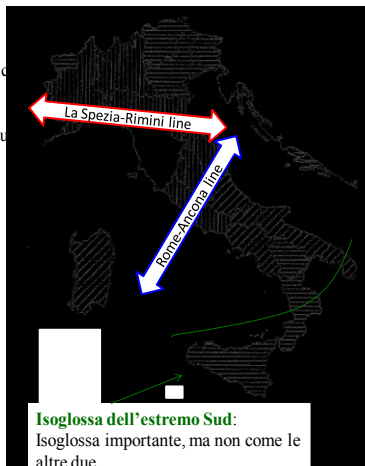 La Spezia-Rimini line
Rome-Ancona line
Isoglossa dell'estremo Sud:
Isoglossa importante, ma non come le
altre due